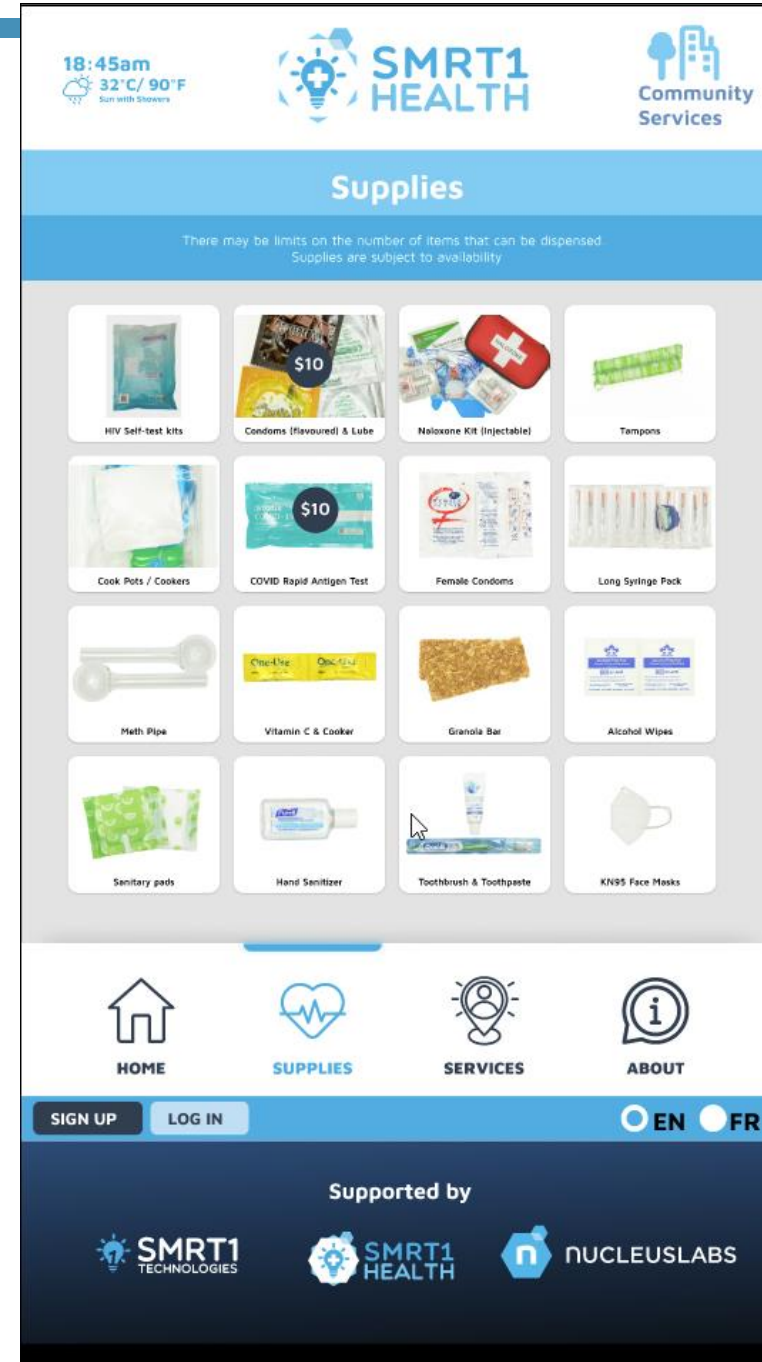 18:45am
32°C/ 90°F
Sun with Showers
SMRT1
HEALTH
Community
Services
Supplies
There may be limits on the number of items that can be dispensed
Supplies are subject to availability
$10
NALOXONE
HIV Self-test kits
Condoms (flavoured) & Lube
Naloxone Kit (Injectable)
Tampons
$10
Cook Pots / Cookers
COVID Rapid Antigen Test
Female Condoms
Long Syringe Pack
One-Use
Meth Pipe
Vitamin C & Cooker
Granola Bar
Alcohol Wipes
Sanitary pads
Hand Sanitizer
Toothbrush & Toothpaste
KN95 Face Masks
HOME
SUPPLIES
SERVICES
ABOUT
SIGN UP
LOG IN
EN
FR
Supported by
SMRT1
TECHNOLOGIES
SMRT1
HEALTH
n
NUCLEUSLABS